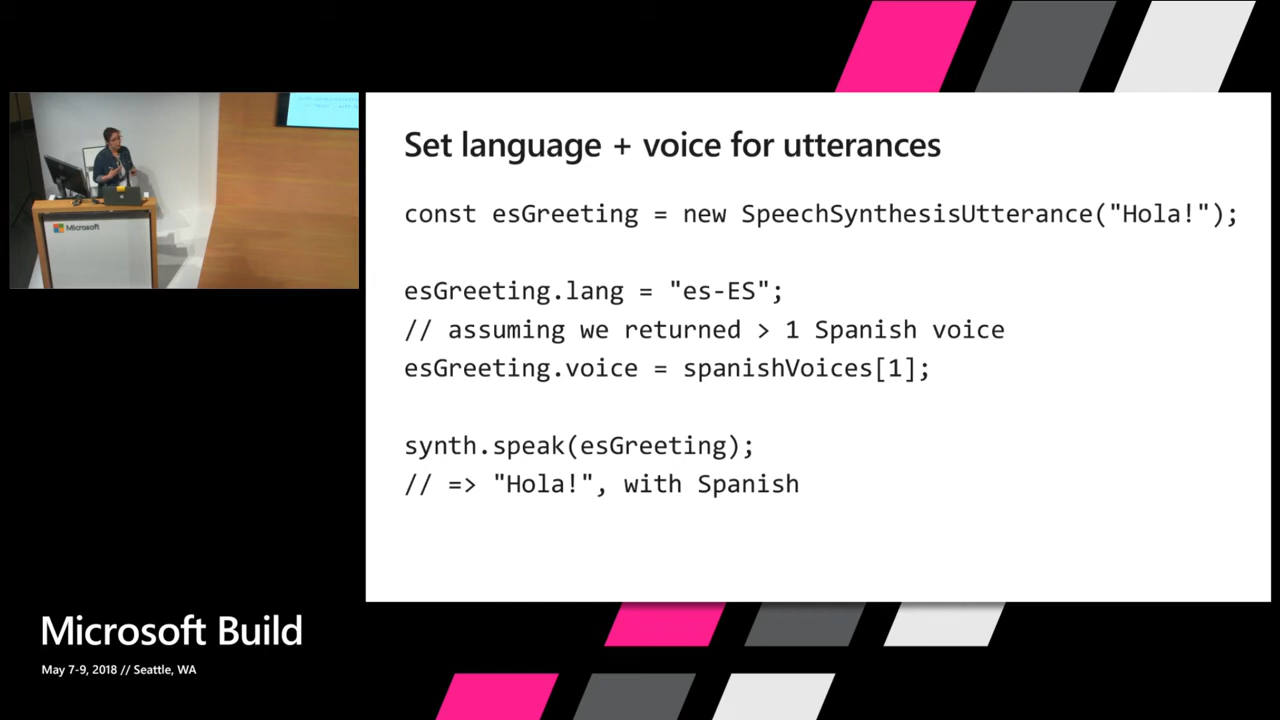 Set language + voice for utterances
const esGreeting = new SpeechSynthesisUtterance("Hola!");
esGreeting.lang = "es-ES";
// assuming we returned > 1 Spanish voice
esGreeting.voice = spanishVoices[1];
synth.speak(esGreeting);
// => "Hola!", with Spanish
Microsoft
Microsoft Build
May 7-9, 2018 // Seattle, WA